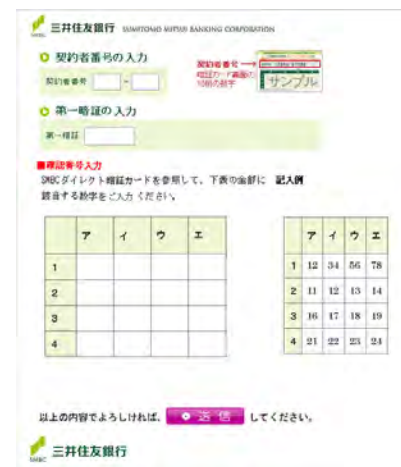 三井住友銀行 SUMITOMO MITSUI BANKING CORPORATION
SMBC
契約者番号の入力
契約者番号 -
契約者番号
暗証カード裏面の
10桁の数字
サンプル
第一暗証の入力
第一暗証
■確認番号入力
SMBCダイレクト暗証カードを参照して、下表の全部に
該当する数字をご入力ください。
記入例
ア イ ウ エ
1
2
3
4
ア イ ウ エ
1 12 34 56 78
2 11 12 13 14
3 16 17 18 19
4 21 22 23 24
以上の内容でよろしければ、 送 信 してください。
三井住友銀行
SMBC